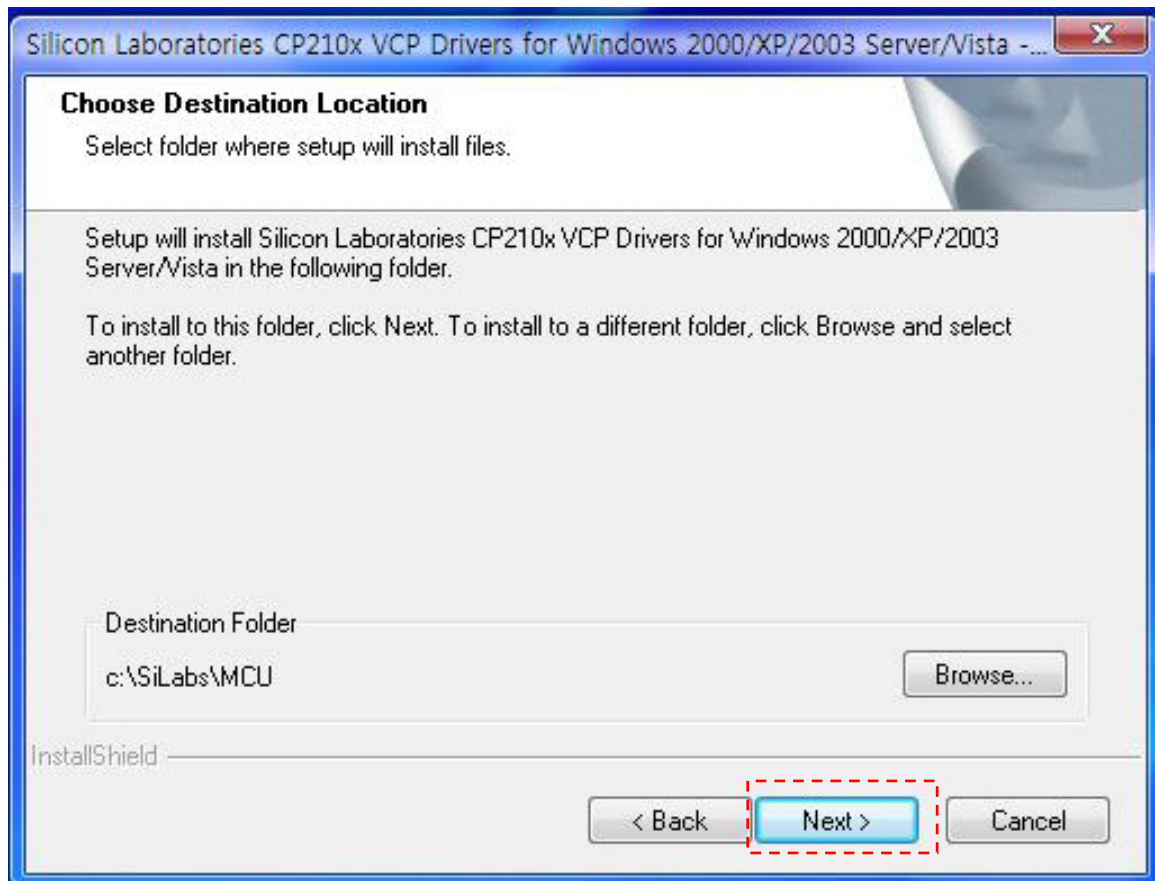 Silicon Laboratories CP210x VCP Drivers for Windows 2000/XP/2003 Server/Vista -...
X
Choose Destination Location
Select folder where setup will install files.
Setup will install Silicon Laboratories CP210x VCP Drivers for Windows 2000/XP/2003
Server/Vista in the following folder.
To install to this folder, click Next. To install to a different folder, click Browse and select
another folder.
Destination Folder
c:\SiLabs\MCU
Browse...
InstallShield
< Back
Next >
Cancel